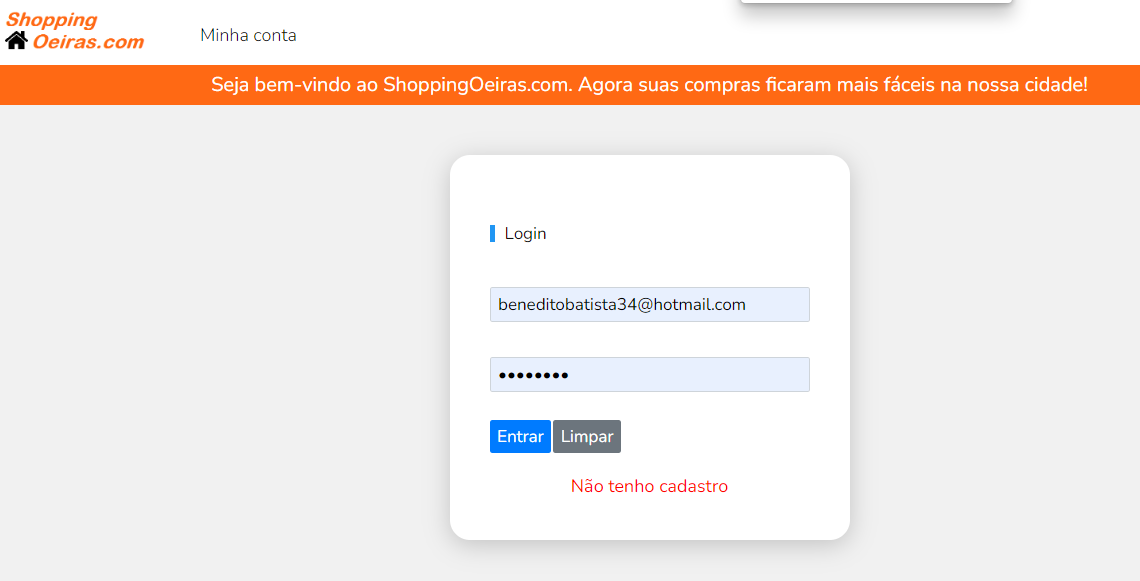 Shopping
Oeiras.com
Minha conta
Seja bem-vindo ao ShoppingOeiras.com. Agora suas compras ficaram mais fáceis na nossa cidade!
Login
beneditobatista34@hotmail.com
••••••••
Entrar Limpar
Não tenho cadastro